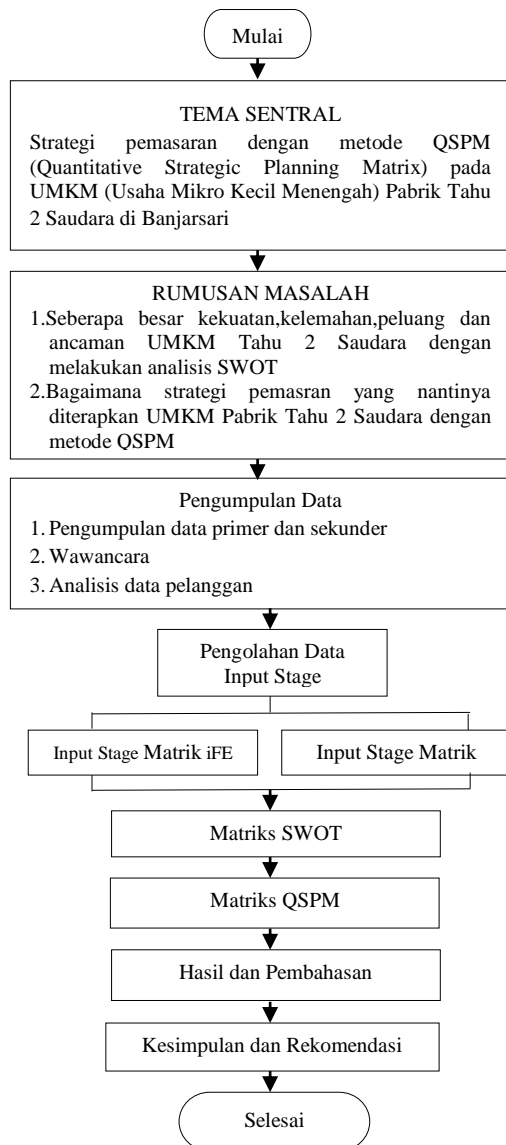 Mulai
TEMA SENTRAL
Strategi pemasaran dengan metode QSPM
(Quantitative Strategic Planning Matrix) pada
UMKM (Usaha Mikro Kecil Menengah) Pabrik Tahu
2 Saudara di Banjarsari
RUMUSAN MASALAH
1.Seberapa besar kekuatan,kelemahan,peluang dan
ancaman UMKM Tahu 2 Saudara dengan
melakukan analisis SWOT
2.Bagaimana strategi pemasran yang nantinya
diterapkan UMKM Pabrik Tahu 2 Saudara dengan
metode QSPM
Pengumpulan Data
1. Pengumpulan data primer dan sekunder
2. Wawancara
3. Analisis data pelanggan
Pengolahan Data
Input Stage
Input Stage Matrik iFE
Input Stage Matrik
Matriks SWOT
Matriks QSPM
Hasil dan Pembahasan
Kesimpulan dan Rekomendasi
Selesai